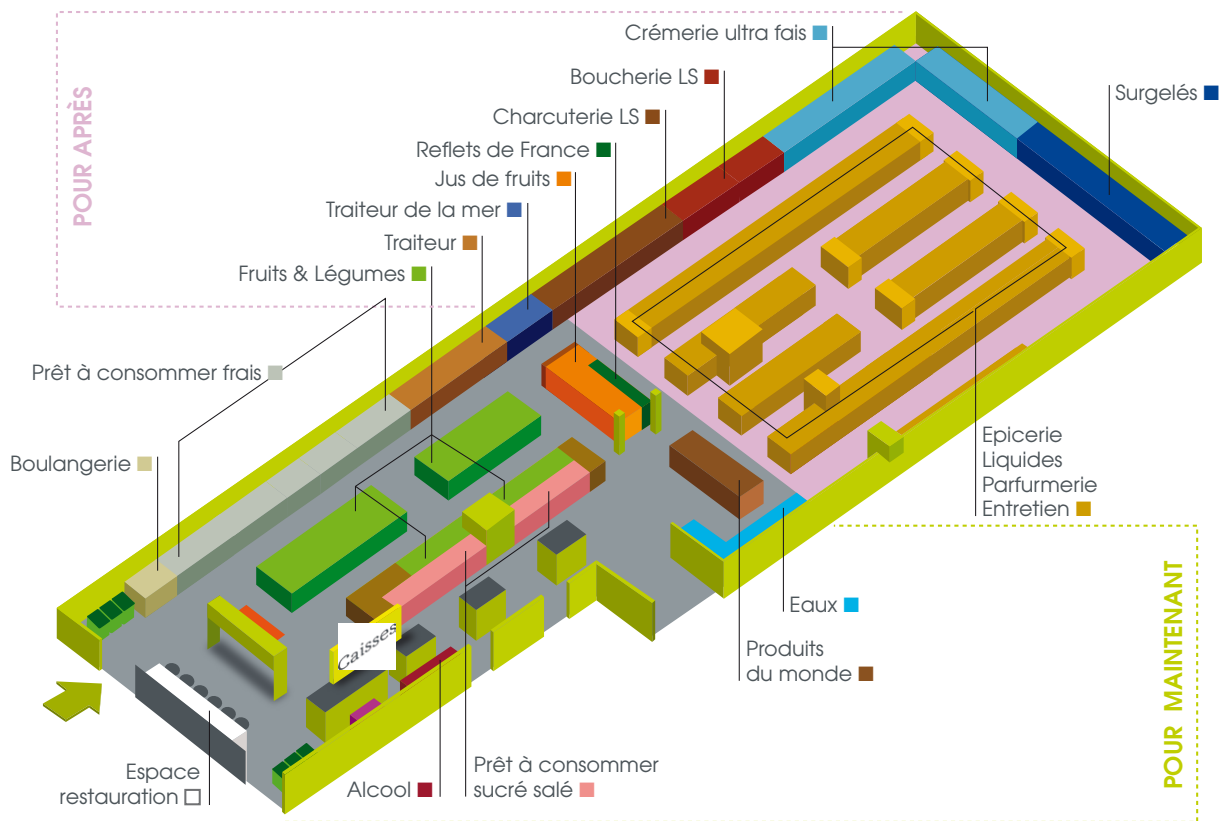 Crémerie ultra fais
Boucherie LS
Surgelés
Charcuterie LS
Reflets de France
Jus de fruits
Traiteur de la mer
Traiteur
Fruits & Légumes
POUR APRÈS
Prêt à consommer frais
Boulangerie
Epicerie
Liquides
Parfurmerie
Entretien
Eaux
Produits
du monde
POUR MAINTENANT
Caisses
Espace
restauration
Alcool
Prêt à consommer
sucré salé